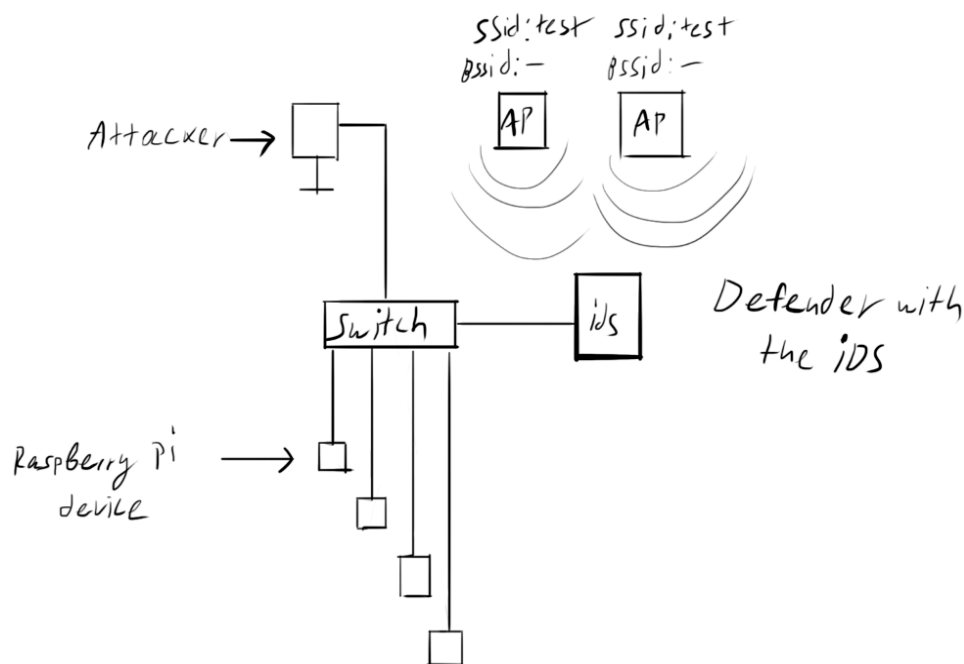 ssid:test
Bssid:-
AP
ssid:test
BSSid:-
AP
Attacker
Switch
ids
Defender with
the iDS
Raspberry Pi
device